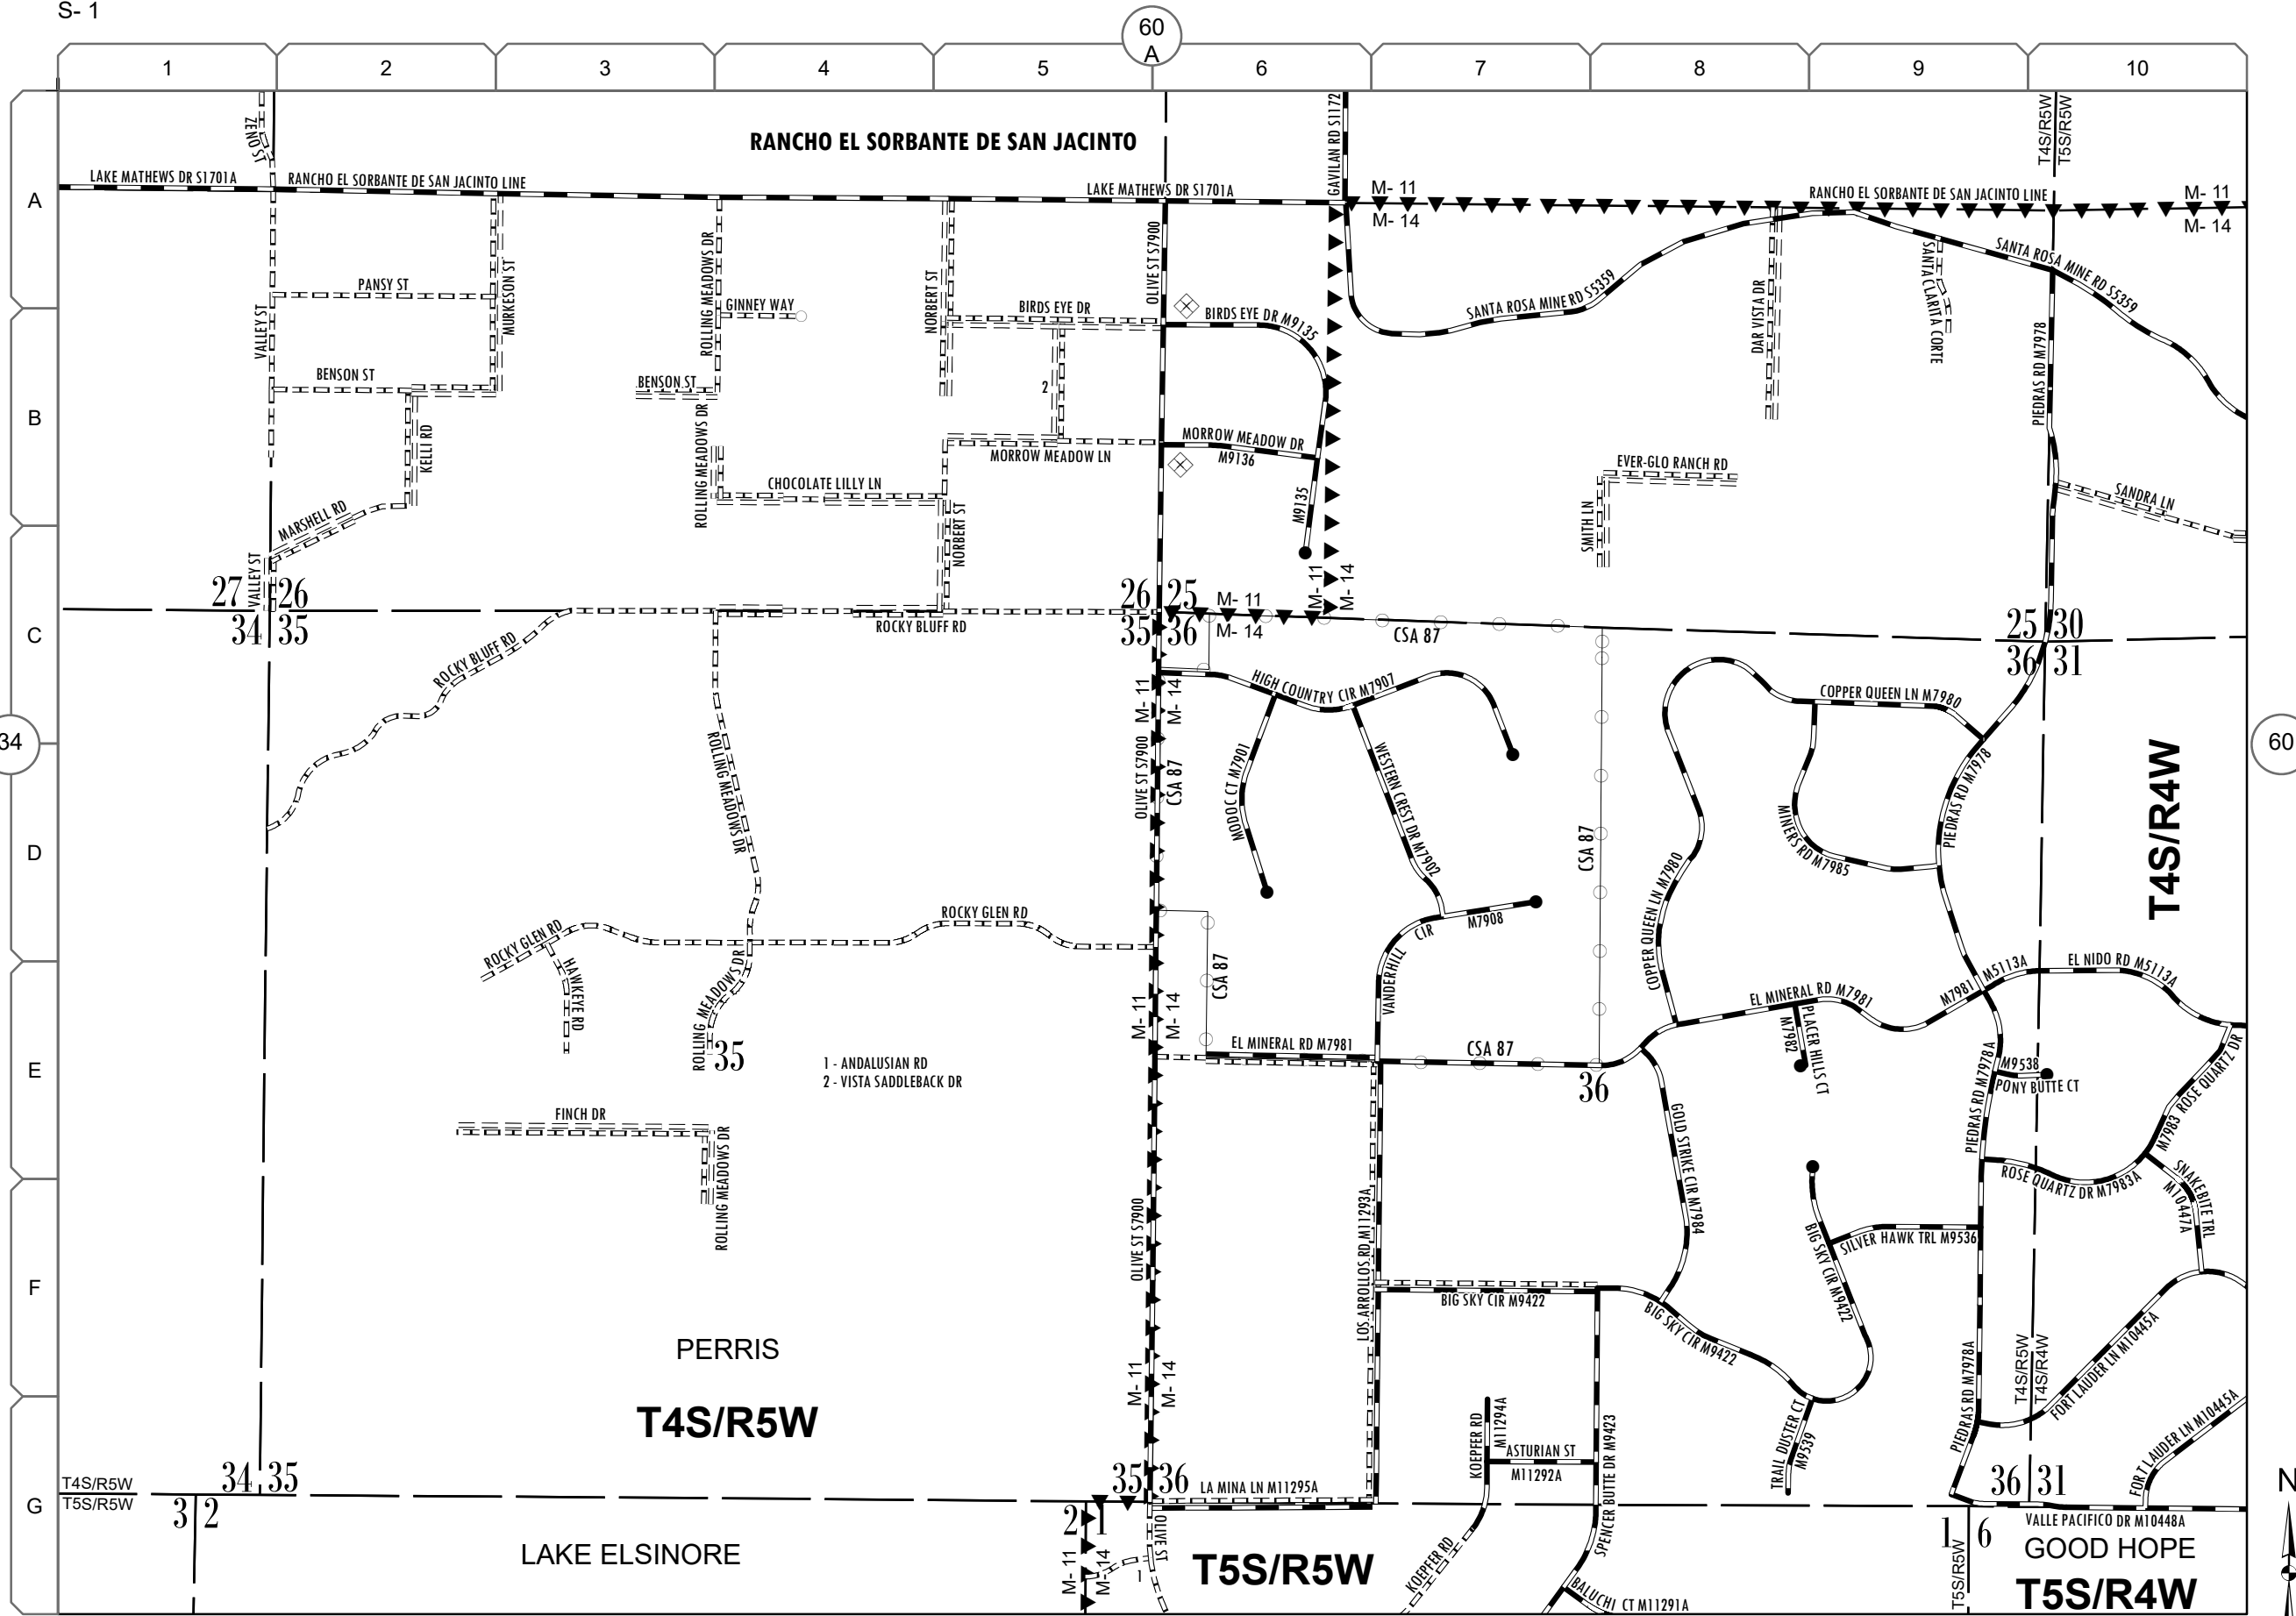 S- 1
60
A
1 2 3 4 5 6 7 8 9 10
A
B
C
D
E
F
G
34
60
N
RANCHO EL SORBANTE DE SAN JACINTO
ZENO ST
LAKE MATHEWS DR S1701A
RANCHO EL SORBANTE DE SAN JACINTO LINE
LAKE MATHEWS DR S1701A
GAVILAN RD S1172
M- 11
M- 14
RANCHO EL SORBANTE DE SAN JACINTO LINE
M- 11
M- 14
T4S/R5W
T5S/R5W
VALLEY ST
PANSY ST
MURKESON ST
ROLLING MEADOWS DR
GINNEY WAY
NORBERT ST
BIRDS EYE DR
OLIVE ST S7900
BIRDS EYE DR M9135
SANTA ROSA MINE RD S5359
DAR VISTA DR
SANTA CLARITA CORTE
SANTA ROSA MINE RD S5359
PIEDRAS RD M7978
BENSON ST
KELLI RD
BENSON ST
ROLLING MEADOWS DR
2
MORROW MEADOW LN
MORROW MEADOW DR
M9136
M9135
CHOCOLATE LILLY LN
NORBERT ST
EVER-GLO RANCH RD
SMITH LN
SANDRA LN
MARSHELL RD
VALLEY ST
27 26
34 35
ROCKY BLUFF RD
ROCKY BLUFF RD
26 25
35 36
M- 11
M- 14
M- 11
M- 14
CSA 87
25 30
36 31
HIGH COUNTRY CIR M7907
COPPER QUEEN LN M7980
M- 11
M- 14
OLIVE ST S7900
CSA 87
MODOC CT M7901
WESTERN CREST DR M7902
CSA 87
MINERS RD M7985
PIEDRAS RD M7978
COPPER QUEEN LN M7980
T4S/R4W
ROLLING MEADOWS DR
ROCKY GLEN RD
ROCKY GLEN RD
HAWKEYE RD
ROLLING MEADOWS DR
35
CSA 87
VANDERHILL
CIR
M7908
M- 11
M- 14
EL MINERAL RD M7981
CSA 87
36
EL MINERAL RD M7981
M7981
M5113A
EL NIDO RD M5113A
PLACER HILLS CT
M7982
PIEDRAS RD M7978A
M9538
PONY BUTTE CT
M7983 ROSE QUARTZ DR
1 - ANDALUSIAN RD
2 - VISTA SADDLEBACK DR
FINCH DR
ROLLING MEADOWS DR
OLIVE ST S7900
LOS ARROLLOS RD M11293A
GOLD STRIKE CIR M7984
ROSE QUARTZ DR M7983A
SNAKEBITE TRL
M10447A
BIG SKY CIR M9422
SILVER HAWK TRL M9536
BIG SKY CIR M9422
BIG SKY CIR M9422
PERRIS
T4S/R5W
M- 11
M- 14
PIEDRAS RD M7978A
T4S/R5W
T4S/R4W
FORT LAUDER LN M10445A
FORT LAUDER LN M10445A
KOEPFER RD
M11294A
ASTURIAN ST
M11292A
SPENCER BUTTE DR M9423
TRAIL DUSTER CT
M9539
T4S/R5W
T5S/R5W
34 35
3 2
35 36
2 1
LA MINA LN M11295A
36 31
1 6
VALLE PACIFICO DR M10448A
LAKE ELSINORE
M- 11
M- 14
1
OLIVE ST
T5S/R5W
KOEPFER RD
BALUCHI CT M11291A
T5S/R5W
GOOD HOPE
T5S/R4W